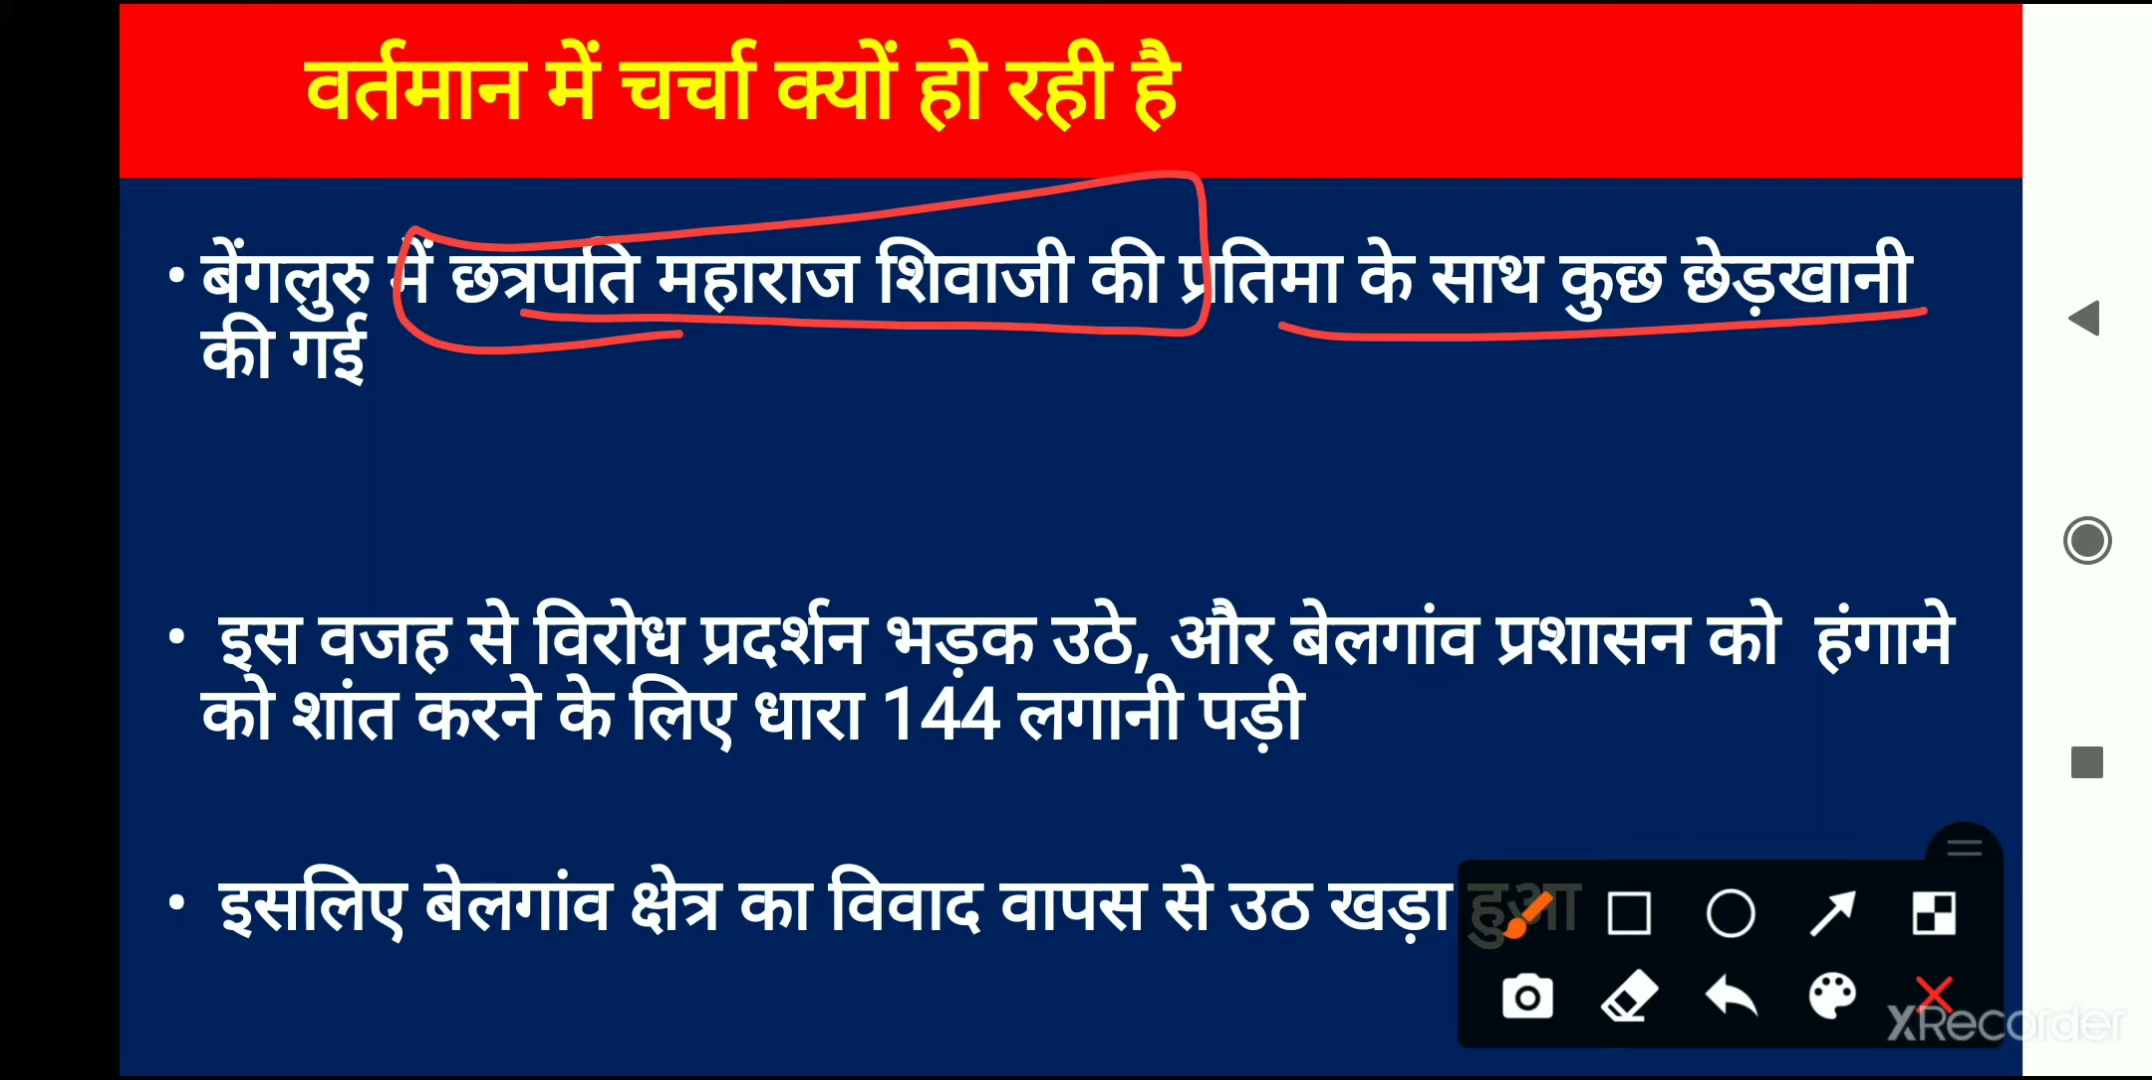 वर्तमान में चर्चा क्यों हो रही है
• बेंगलुरु में छत्रपति महाराज शिवाजी की प्रतिमा के साथ कुछ छेड़खानी
की गई
• इस वजह से विरोध प्रदर्शन भड़क उठे, और बेलगांव प्रशासन को हंगामे
को शांत करने के लिए धारा 144 लगानी पड़ी
• इसलिए बेलगांव क्षेत्र का विवाद वापस से उठ खड़ा हुआ
XRecorder